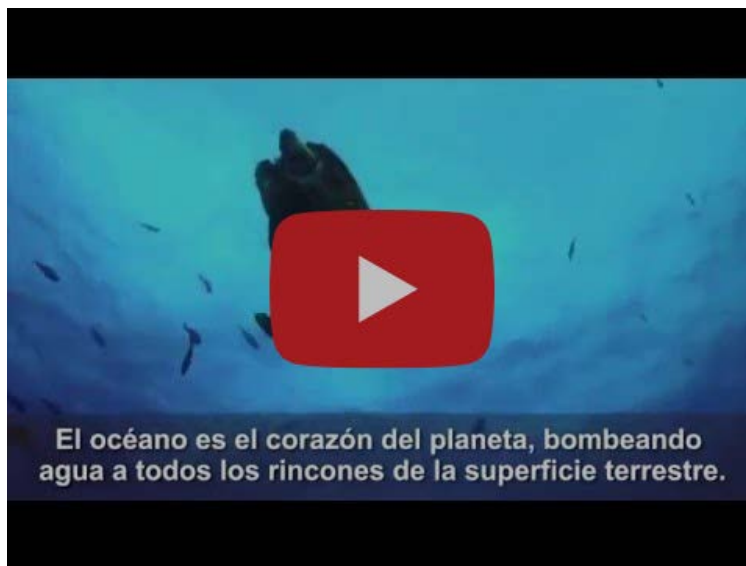 El océano es el corazón del planeta, bombeando
agua a todos los rincones de la superficie terrestre.